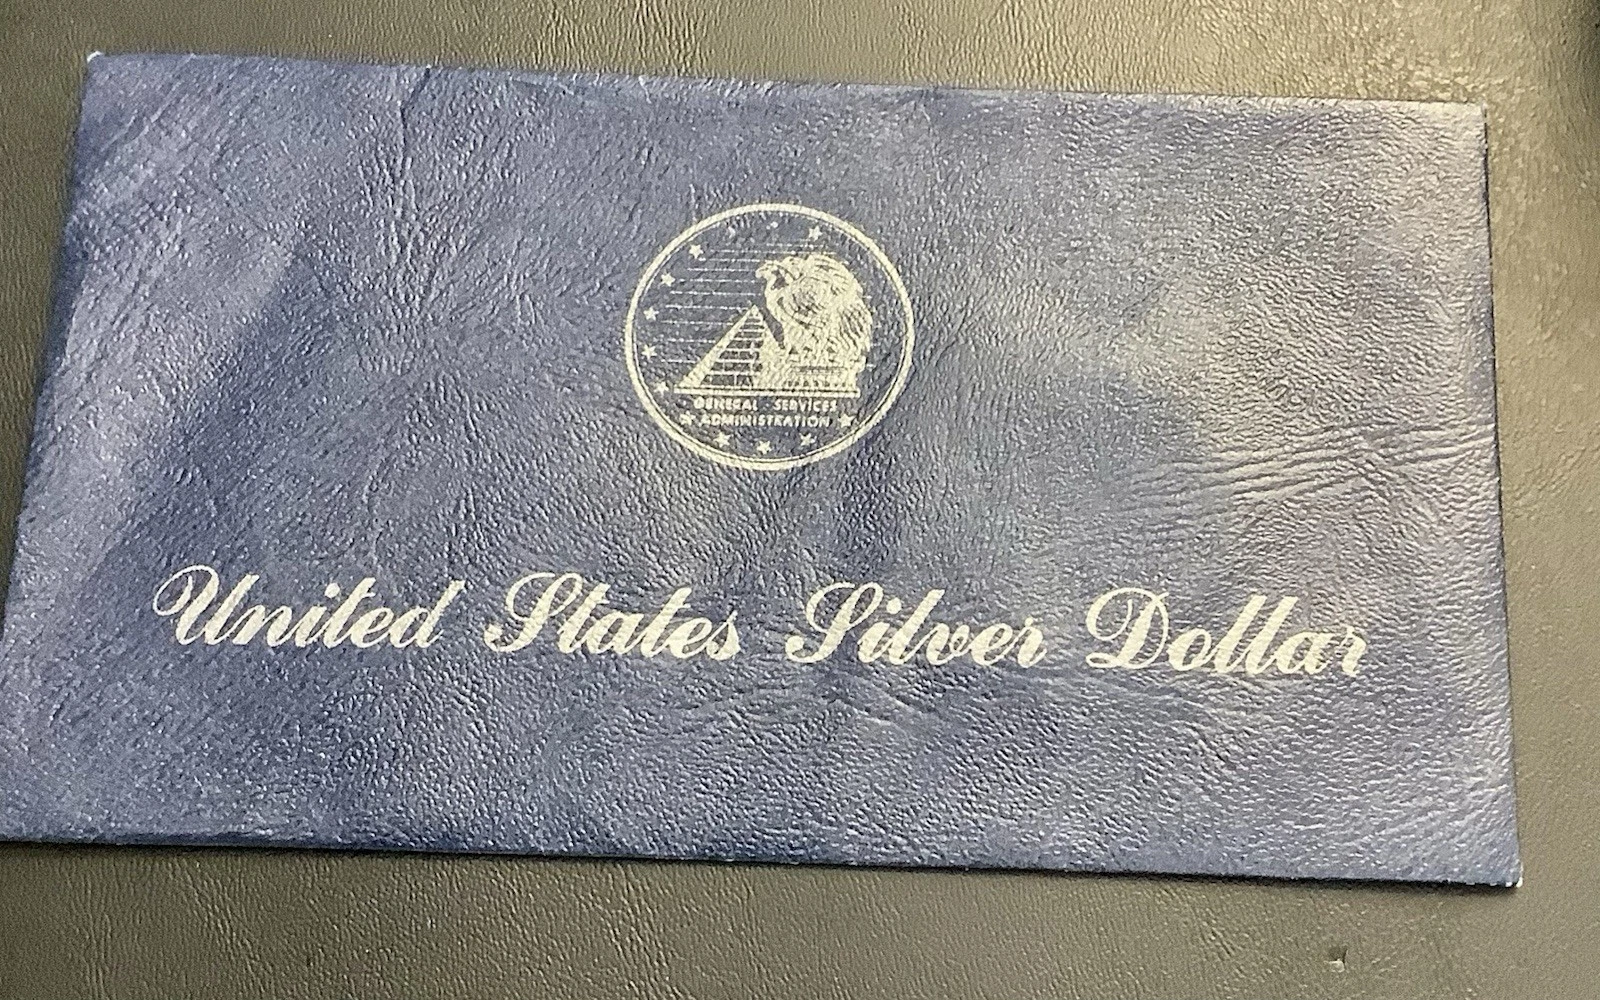 GENERAL SERVICES
ADMINISTRATION
United States Silver Dollar